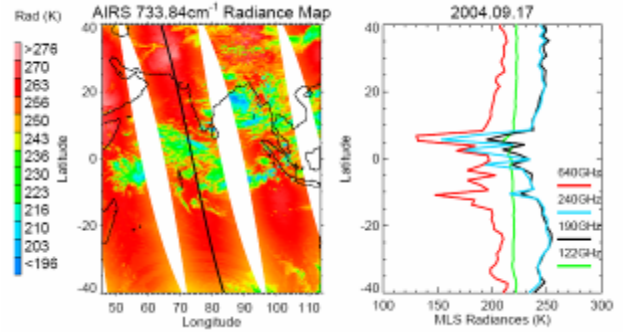 Rad (K)
>276
270
263
256
250
243
236
230
223
216
210
203
<196
AIRS 733.84cm⁻¹ Radiance Map
40
20
0
-20
-40
Latitude
50 60 70 80 90 100 110
Longitude
2004.09.17
40
20
0
-20
-40
Latitude
640GHz
240GHz
190GHz
122GHz
100 150 200 250 300
MLS Radiances (K)